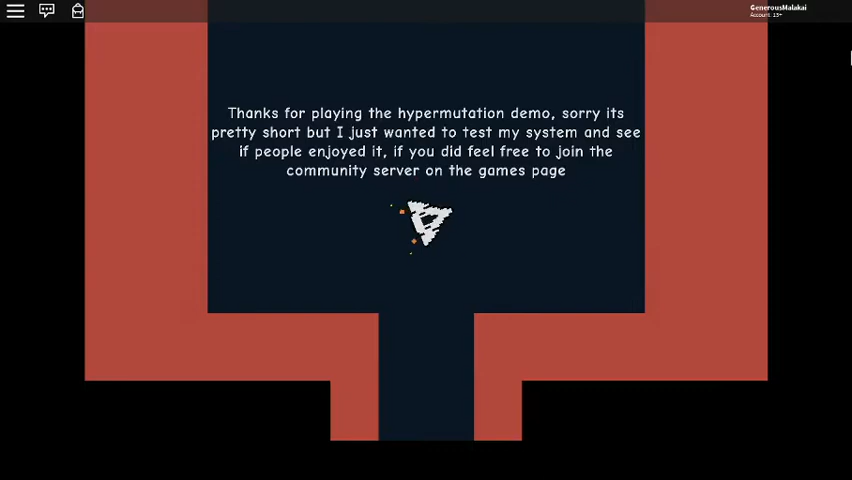 GenerousMalakai
Account: 13+
Thanks for playing the hypermutation demo, sorry its
pretty short but I just wanted to test my system and see
if people enjoyed it, if you did feel free to join the
community server on the games page